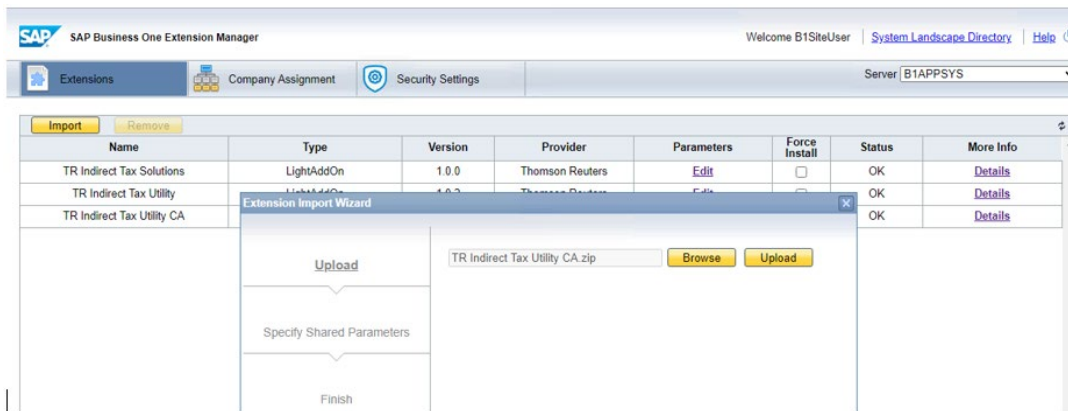 SAP SAP Business One Extension Manager Welcome B1SiteUser System Landscape Directory Help
Extensions Company Assignment Security Settings Server B1APPSYS
Import Remove
Name Type Version Provider Parameters Force Install Status More Info
TR Indirect Tax Solutions LightAddOn 1.0.0 Thomson Reuters Edit OK Details
TR Indirect Tax Utility OK Details
TR Indirect Tax Utility CA OK Details
Extension Import Wizard
Upload TR Indirect Tax Utility CA.zip Browse Upload
Specify Shared Parameters
Finish